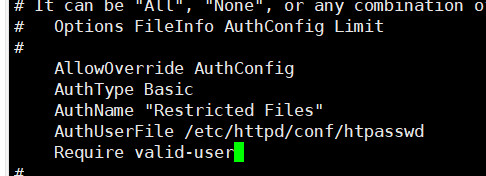 # It can be "All", "None", or any combination o
#   Options FileInfo AuthConfig Limit
#
    AllowOverride AuthConfig
    AuthType Basic
    AuthName "Restricted Files"
    AuthUserFile /etc/httpd/conf/htpasswd
    Require valid-user
#